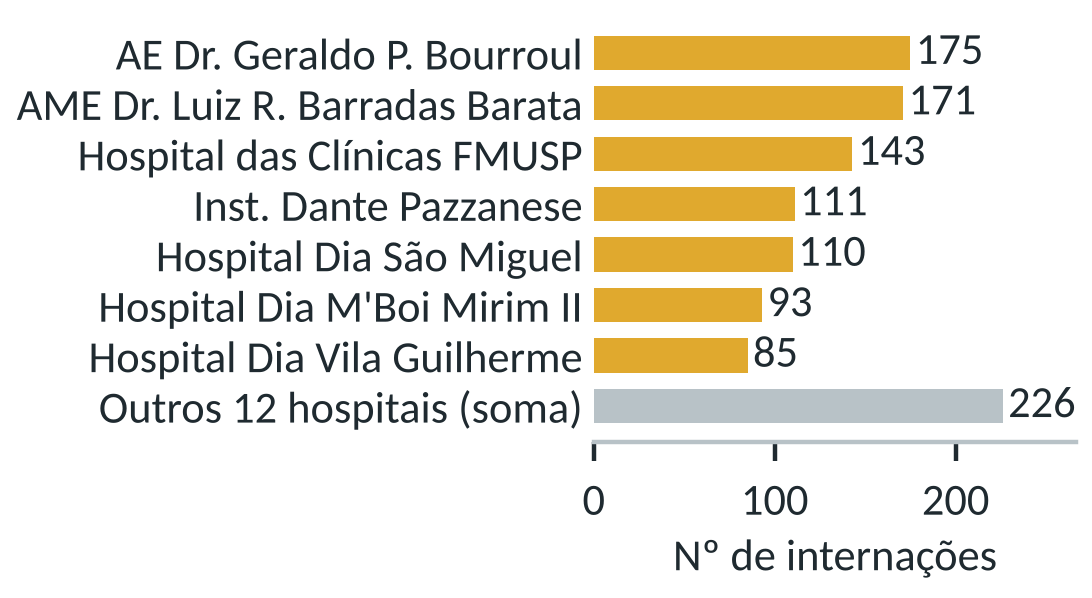 AE Dr. Geraldo P. Bourroul 175
AME Dr. Luiz R. Barradas Barata 171
Hospital das Clínicas FMUSP 143
Inst. Dante Pazzanese 111
Hospital Dia São Miguel 110
Hospital Dia M'Boi Mirim II 93
Hospital Dia Vila Guilherme 85
Outros 12 hospitais (soma) 226
0 100 200
Nº de internações